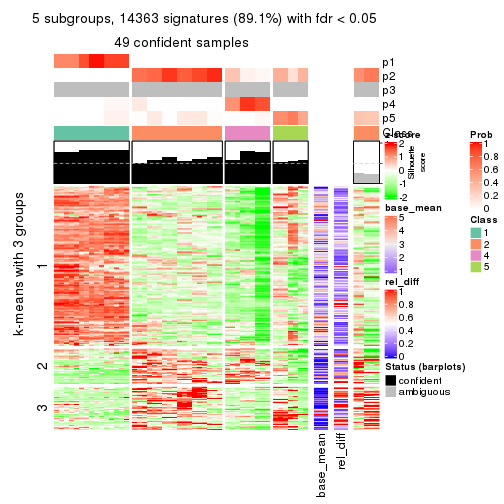 5 subgroups, 14363 signatures (89.1%) with fdr < 0.05
49 confident samples
p1
p2
p3
p4
p5
Class
z-score
2
1
0
-1
-2
Silhouette
score
Prob
1
0.8
0.6
0.4
0.2
0
base_mean
5
4
3
2
1
Class
1
2
4
5
rel_diff
1
0.8
0.6
0.4
0.2
0
Status (barplots)
confident
ambiguous
k-means with 3 groups
1
2
3
base_mean
rel_diff